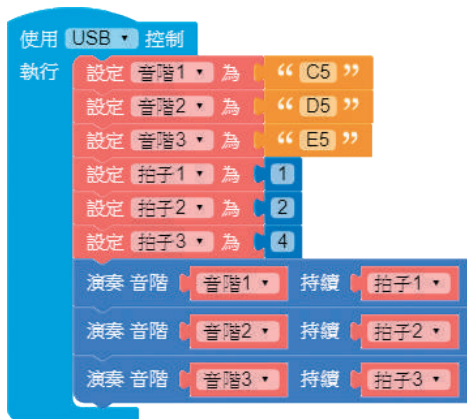 使用 USB 控制
執行 設定 音階1 為 “ C5 ”
設定 音階2 為 “ D5 ”
設定 音階3 為 “ E5 ”
設定 拍子1 為 1
設定 拍子2 為 2
設定 拍子3 為 4
演奏 音階 音階1 持續 拍子1
演奏 音階 音階2 持續 拍子2
演奏 音階 音階3 持續 拍子3